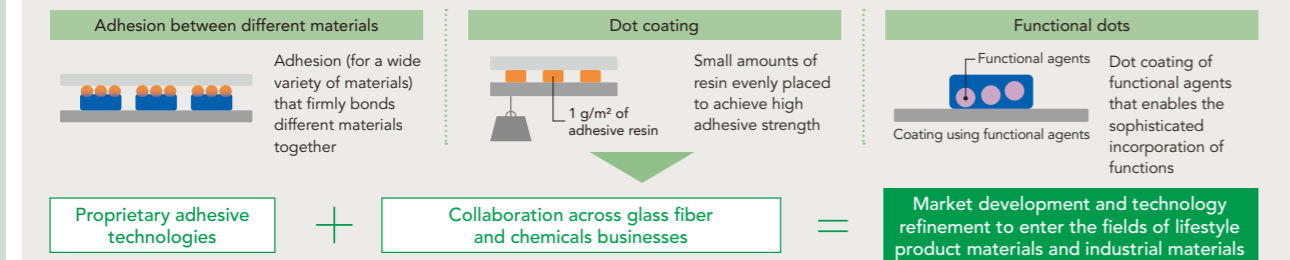 Adhesion between different materials
Adhesion (for a wide
variety of materials)
that firmly bonds
different materials
together
Dot coating
1 g/m² of
adhesive resin
Small amounts of
resin evenly placed
to achieve high
adhesive strength
Functional dots
Functional agents
Coating using functional agents
Dot coating of
functional agents
that enables the
sophisticated
incorporation of
functions
Proprietary adhesive
technologies
+
Collaboration across glass fiber
and chemicals businesses
=
Market development and technology
refinement to enter the fields of lifestyle
product materials and industrial materials